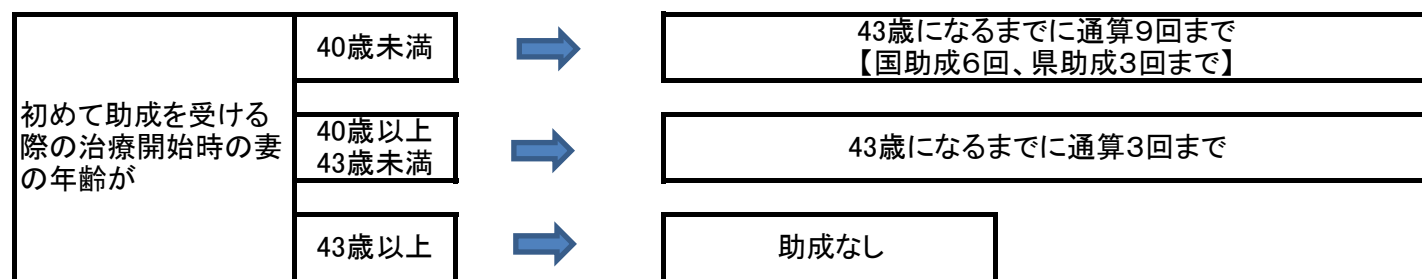 初めて助成を受ける
際の治療開始時の妻
の年齢が
40歳未満
43歳になるまでに通算９回まで
【国助成６回、県助成３回まで】
40歳以上
43歳未満
43歳になるまでに通算３回まで
43歳以上
助成なし